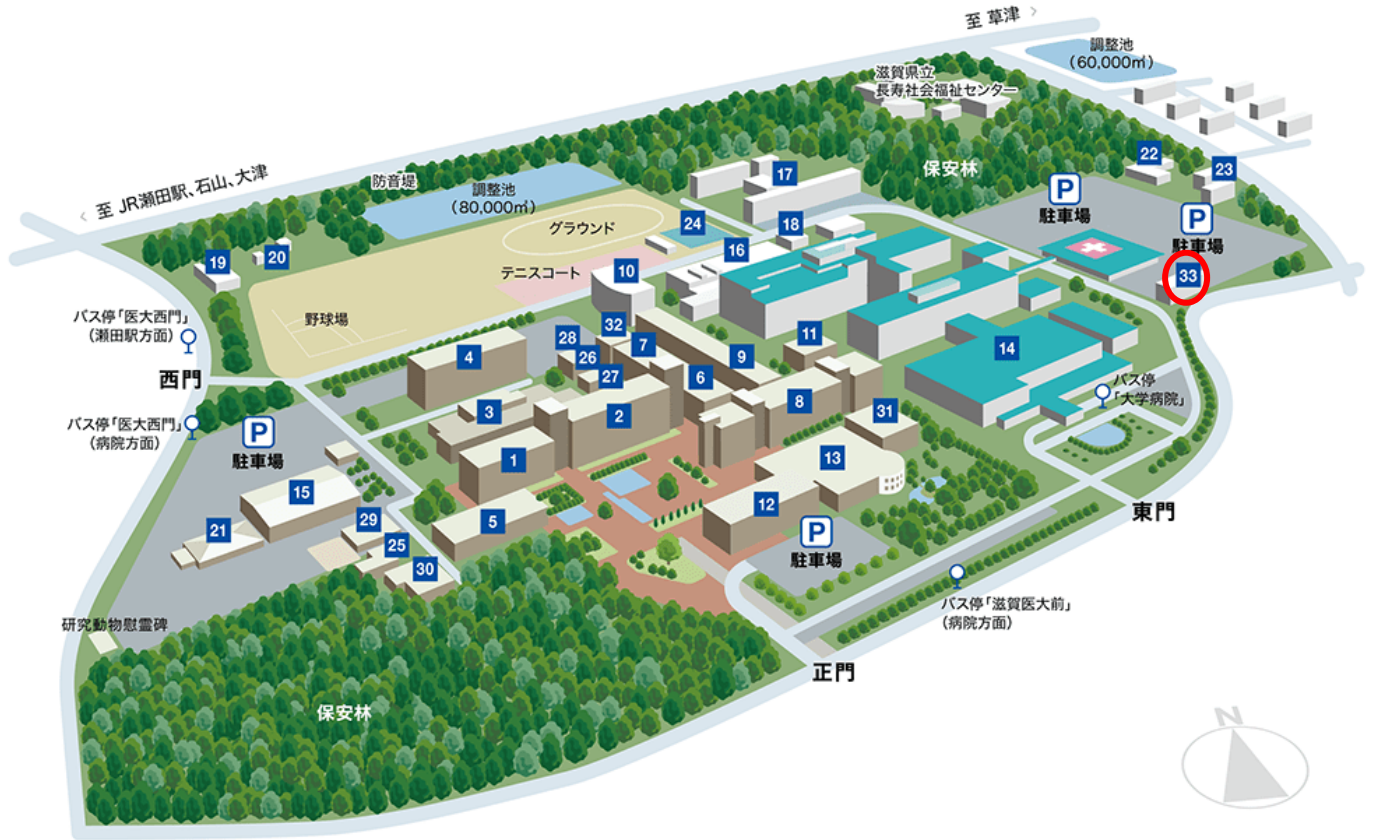 至 草津 >
調整池
(60,000㎡)
滋賀県立
長寿社会福祉センター
22
23
保安林
17
P
駐車場
P
駐車場
33
< 至 JR瀬田駅、石山、大津
防音堤
調整池
(80,000㎡)
グラウンド
24
18
16
テニスコート
10
19
20
野球場
バス停「医大西門」
(瀬田駅方面)
西門
バス停「医大西門」
(病院方面)
P
駐車場
4
28
32
26
7
27
9
6
11
14
3
2
8
31
バス停
「大学病院」
1
13
15
5
12
21
29
25
30
P
駐車場
東門
バス停「滋賀医大前」
(病院方面)
研究動物慰霊碑
正門
保安林
N